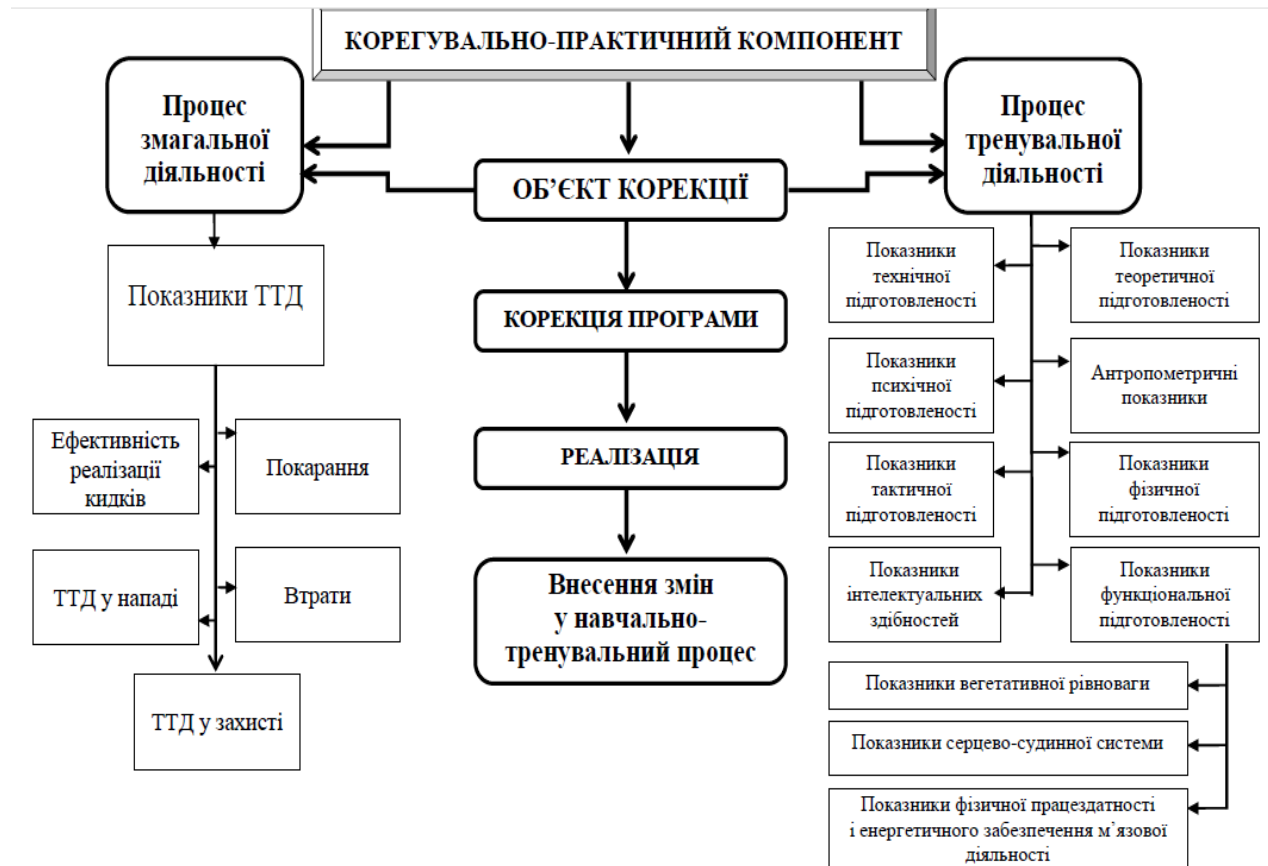 КОРЕГУВАЛЬНО-ПРАКТИЧНИЙ КОМПОНЕНТ
Процес
змагальної
діяльності
Процес
тренувальної
діяльності
ОБ’ЄКТ КОРЕКЦІЇ
КОРЕКЦІЯ ПРОГРАМИ
РЕАЛІЗАЦІЯ
Внесення змін
у навчально-
тренувальний процес
Показники ТТД
Ефективність
реалізації
кидків
Покарання
ТТД у нападі
Втрати
ТТД у захисті
Показники
технічної
підготовленості
Показники
теоретичної
підготовленості
Показники
психічної
підготовленості
Антропометричні
показники
Показники
тактичної
підготовленості
Показники
фізичної
підготовленості
Показники
інтелектуальних
здібностей
Показники
функціональної
підготовленості
Показники вегетативної рівноваги
Показники серцево-судинної системи
Показники фізичної працездатності
і енергетичного забезпечення м’язової
діяльності